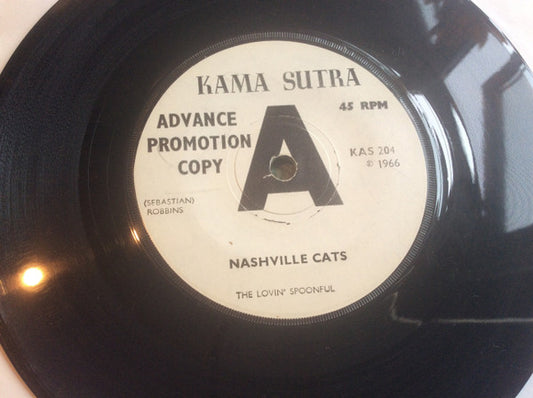 KAMA SUTRA
45 RPM
ADVANCE
PROMOTION
COPY
A
KAS 204
℗ 1966
(SEBASTIAN)
ROBBINS
NASHVILLE CATS
THE LOVIN' SPOONFUL